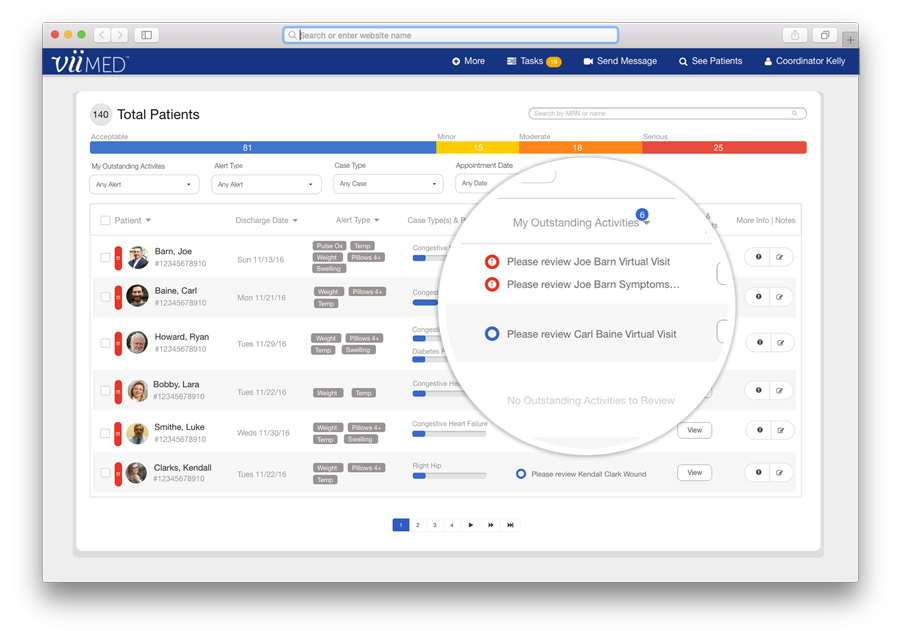 Search or enter website name
viiMED™
More
Tasks 19
Send Message
See Patients
Coordinator Kelly
140 Total Patients
Search by MRN or name
Acceptable Minor Moderate Serious
81 15 18 25
My Outstanding Activites Alert Type Case Type Appointment Date
Any Alert Any Alert Any Case Any Date
Patient Discharge Date Alert Type Case Type(s) & More Info | Notes
My Outstanding Activities 6
Barn, Joe
#12345678910
Sun 11/13/16
Pulse Ox Temp
Weight Pillows 4+
Swelling
Congestive
Please review Joe Barn Virtual Visit
Please review Joe Barn Symptoms...
Baine, Carl
#12345678910
Mon 11/21/16
Weight Pillows 4+
Temp
Please review Carl Baine Virtual Visit
Howard, Ryan
#12345678910
Tues 11/29/16
Weight Pillows 4+
Temp Swelling
Diabetes
Bobby, Lara
#12345678910
Tues 11/22/16
Weight Temp
Congestive
No Outstanding Activities to Review
Smithe, Luke
#12345678910
Weds 11/30/16
Weight Pillows 4+
Temp Swelling
Congestive Heart Failure
View
Clarks, Kendall
#12345678910
Tues 11/22/16
Weight Pillows 4+
Temp
Right Hip
Please review Kendall Clark Wound
View
1 2 3 4